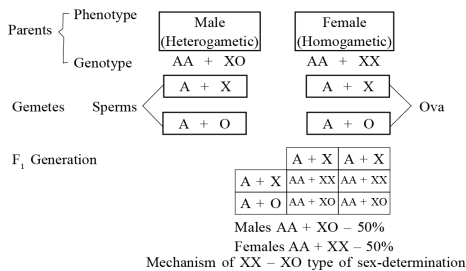 Phenotype
Male
(Heterogametic)
Female
(Homogametic)
Parents
Genotype
AA + XO
AA + XX
Gemetes
Sperms
A + X
A + X
Ova
A + O
A + O
F1 Generation
A + X
A + X
A + X
AA + XX
AA + XX
A + O
AA + XO
AA + XO
Males AA + XO – 50%
Females AA + XX – 50%
Mechanism of XX – XO type of sex-determination